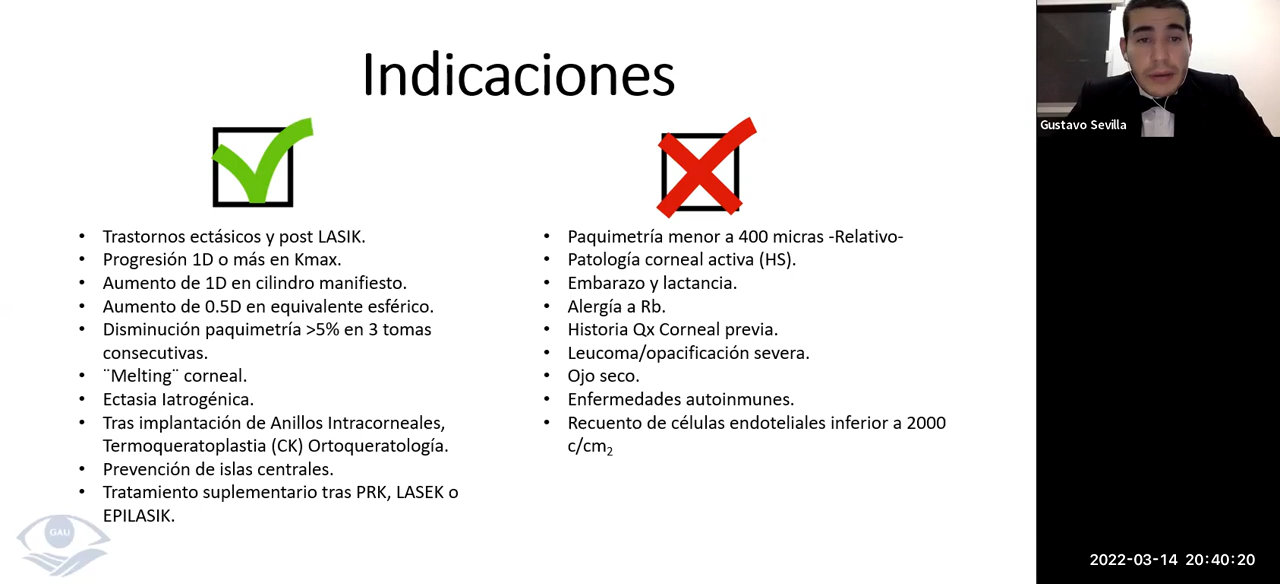 Indicaciones
Trastornos ectásicos y post LASIK.
Progresión 1D o más en Kmax.
Aumento de 1D en cilindro manifiesto.
Aumento de 0.5D en equivalente esférico.
Disminución paquimetría >5% en 3 tomas
consecutivas.
¨Melting¨ corneal.
Ectasia Iatrogénica.
Tras implantación de Anillos Intracorneales,
Termoqueratoplastia (CK) Ortoqueratología.
Prevención de islas centrales.
Tratamiento suplementario tras PRK, LASEK o
EPILASIK.
Paquimetría menor a 400 micras -Relativo-
Patología corneal activa (HS).
Embarazo y lactancia.
Alergía a Rb.
Historia Qx Corneal previa.
Leucoma/opacificación severa.
Ojo seco.
Enfermedades autoinmunes.
Recuento de células endoteliales inferior a 2000
c/cm₂
GAU
Gustavo Sevilla
2022-03-14 20:40:20